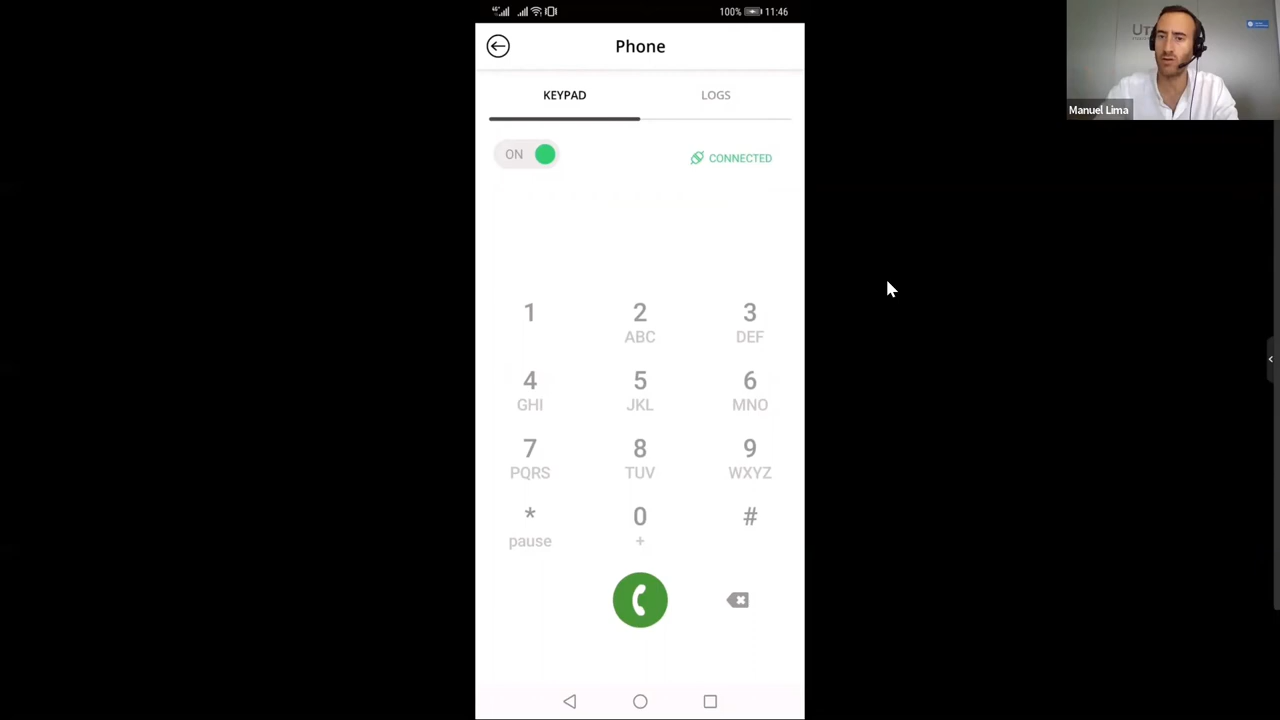 100% 11:46
Phone
KEYPAD LOGS
ON CONNECTED
1 2 3
ABC DEF
4 5 6
GHI JKL MNO
7 8 9
PQRS TUV WXYZ
* 0 #
pause +
Manuel Lima